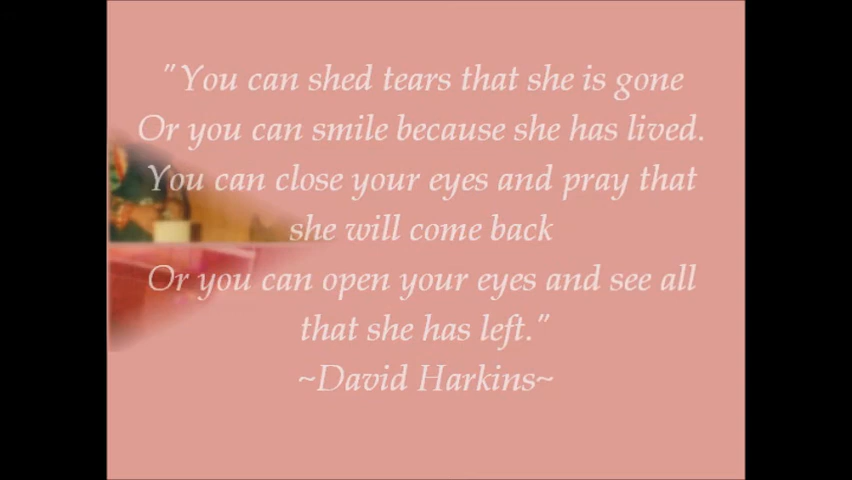 "You can shed tears that she is gone
Or you can smile because she has lived.
You can close your eyes and pray that
she will come back
Or you can open your eyes and see all
that she has left."
~David Harkins~